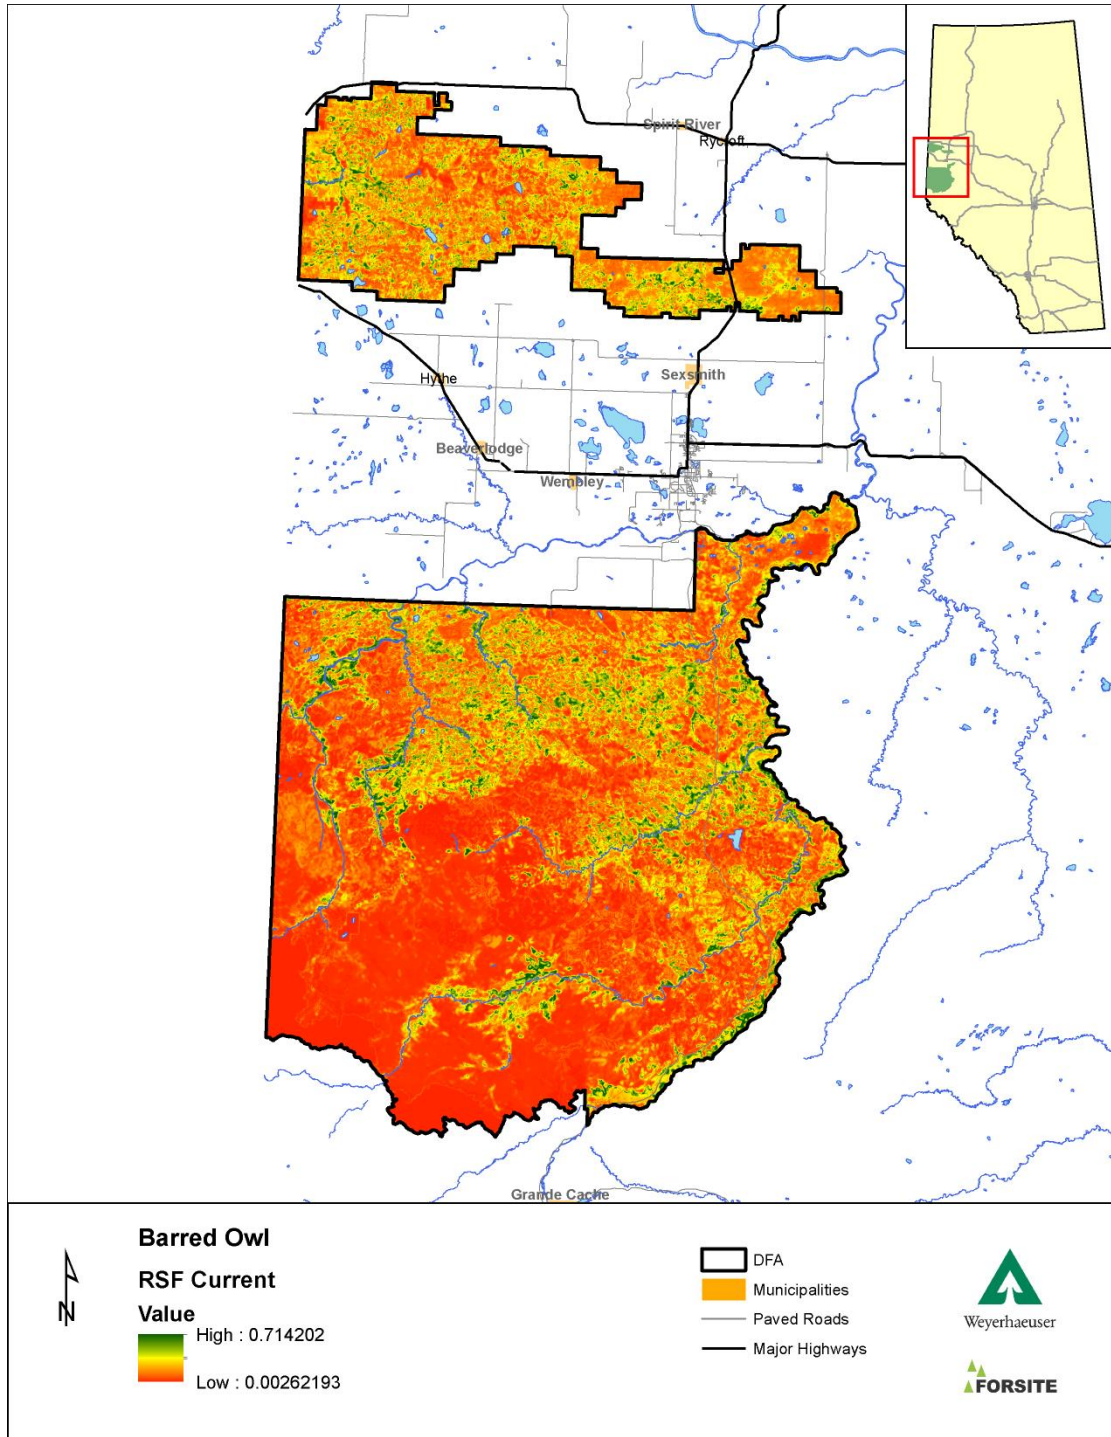 Spirit River
Rycroft,
Hythe
Sexsmith
Beaverlodge
Wembley
Grande Cache
N
Barred Owl
RSF Current
Value
High : 0.714202
Low : 0.00262193
DFA
Municipalities
Paved Roads
Major Highways
Weyerhaeuser
FORSITE